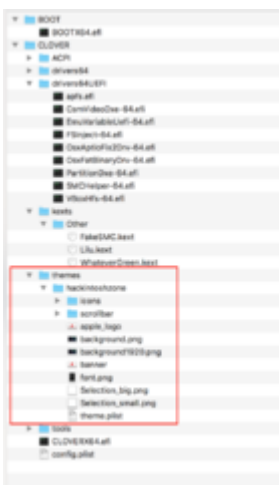 BOOT
BOOTX64.efi
CLOVER
ACPI
drivers64
drivers64UEFI
apfs.efi
CsmVideoDxe-64.efi
EmuVariableUefi-64.efi
FSInject-64.efi
OsxAptioFix2Drv-64.efi
OsxFatBinaryDrv-64.efi
PartitionDxe-64.efi
SMCHelper-64.efi
VBoxHfs-64.efi
kexts
Other
FakeSMC.kext
Lilu.kext
WhateverGreen.kext
themes
hackintoshzone
icons
scrollbar
apple_logo
background.png
background1920.png
banner
font.png
Selection_big.png
Selection_small.png
theme.plist
tools
CLOVERX64.efi
config.plist